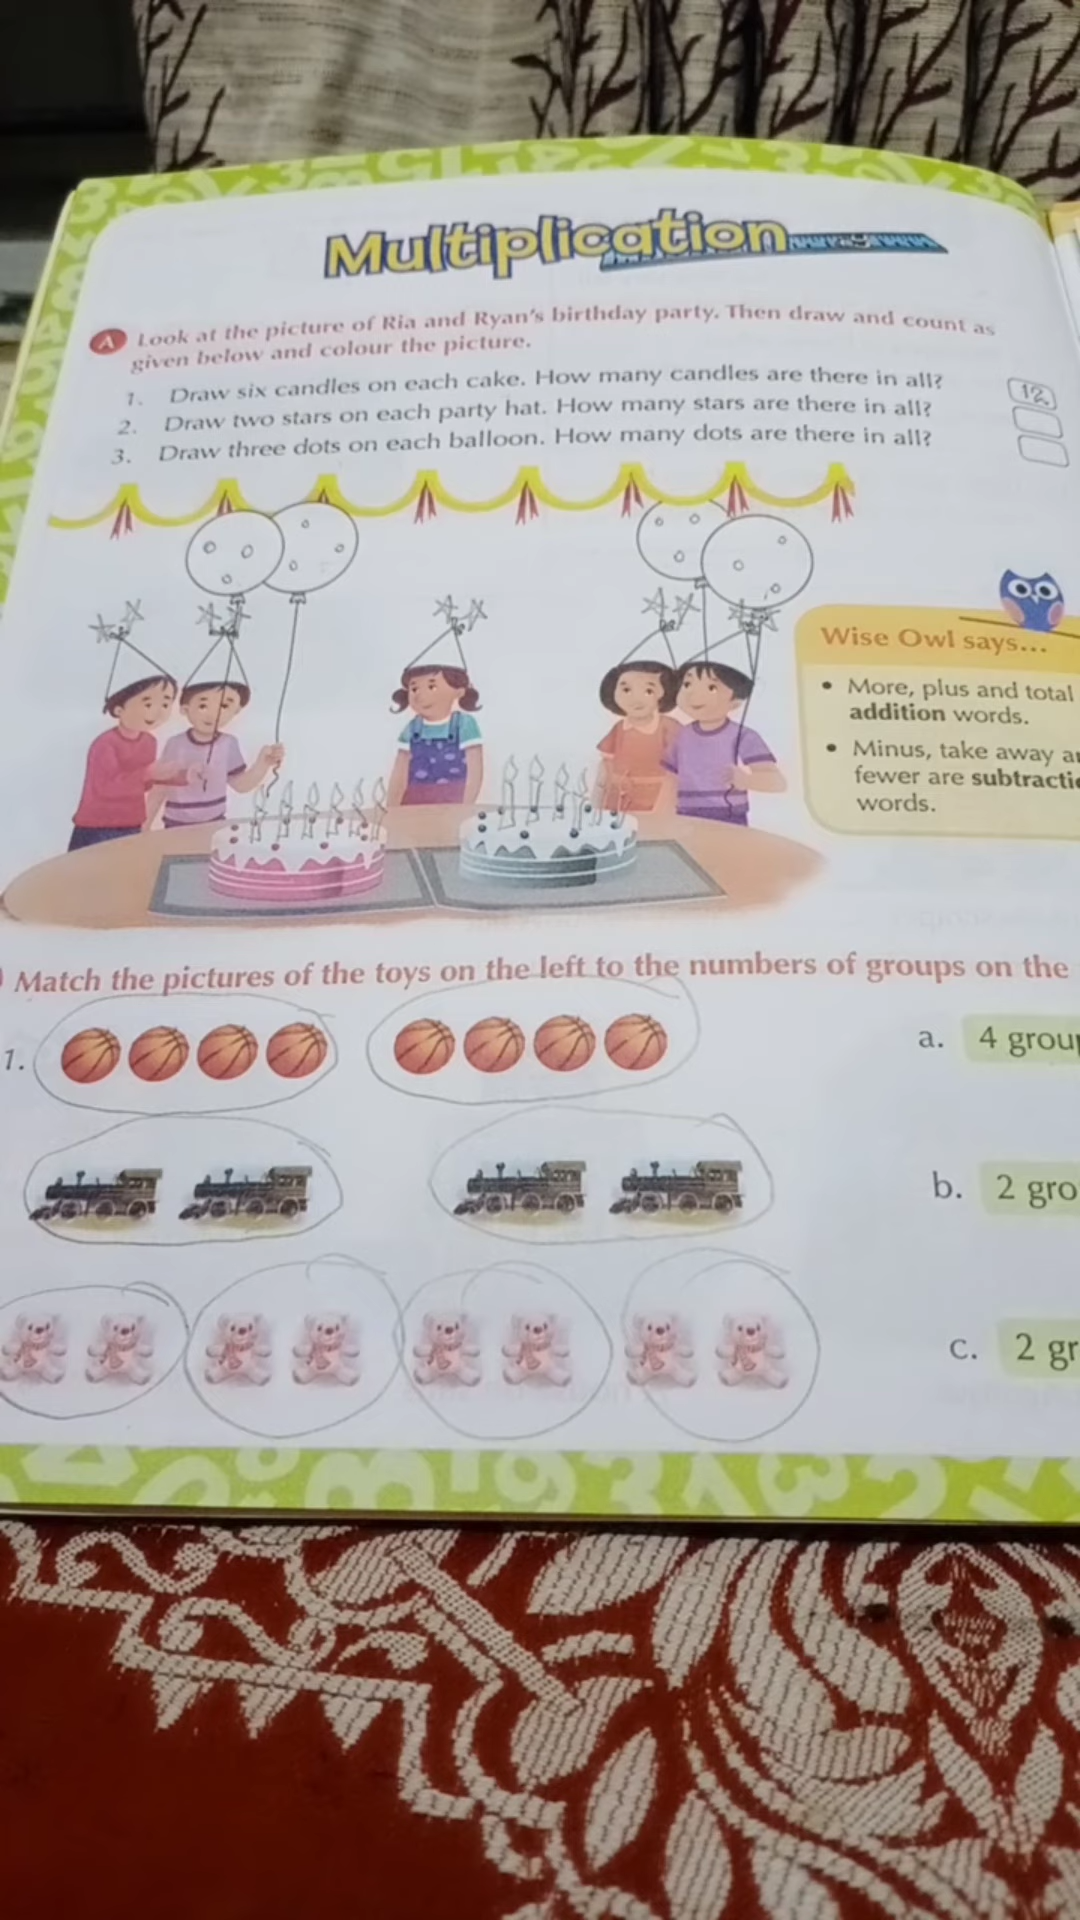 Multiplication
A Look at the picture of Ria and Ryan's birthday party. Then draw and count as
given below and colour the picture.
1. Draw six candles on each cake. How many candles are there in all? 12
2. Draw two stars on each party hat. How many stars are there in all?
3. Draw three dots on each balloon. How many dots are there in all?
Wise Owl says...
• More, plus and total
addition words.
• Minus, take away
fewer are
words.
Match the pictures of the toys on the left to the numbers of groups on the
1.
a. 4
b. 2
c. 2